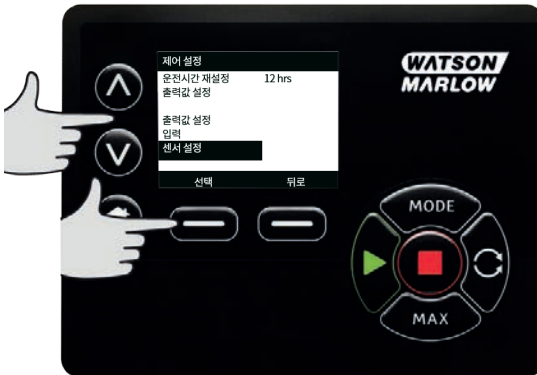 제어 설정
운전시간 재설정 12 hrs
출력값 설정
출력값 설정
입력
센서 설정
선택 뒤로
WATSON
MARLOW
MODE
MAX